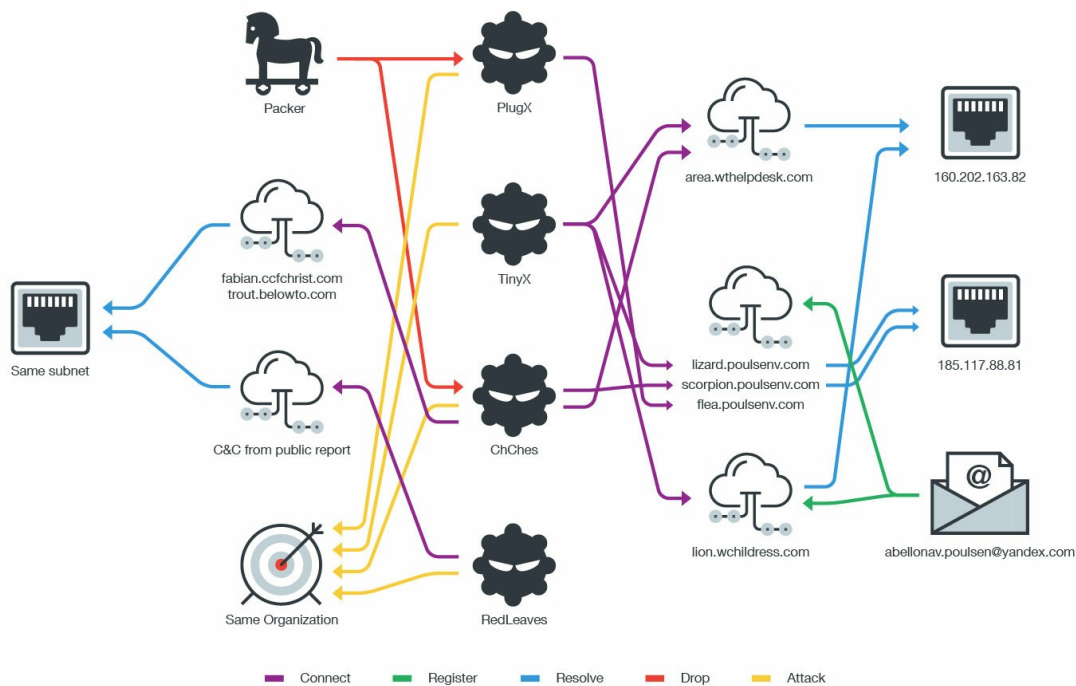 Packer
PlugX
area.wthelpdesk.com
160.202.163.82
fabian.ccfchrist.com
trout.belowto.com
TinyX
Same subnet
lizard.poulsenv.com
scorpion.poulsenv.com
flea.poulsenv.com
185.117.88.81
C&C from public report
ChChes
@
lion.wchildress.com
abellonav.poulsen@yandex.com
Same Organization
RedLeaves
Connect
Register
Resolve
Drop
Attack